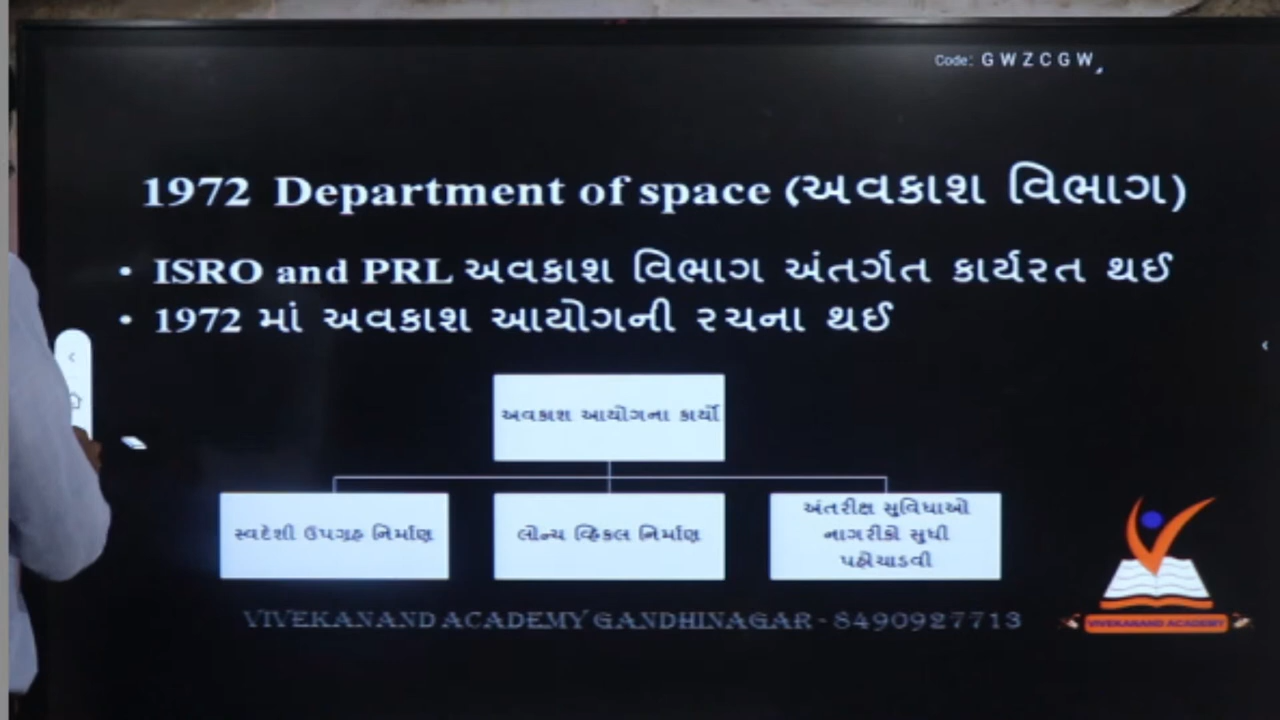 Code: G W Z C G W
1972 Department of space (અવકાશ વિભાગ)
• ISRO and PRL અવકાશ વિભાગ અંતર્ગત કાર્યરત થઈ
• 1972 માં અવકાશ આયોગની રચના થઈ
અવકાશ આયોગના કાર્યો
સ્વદેશી ઉપગ્રહ નિર્માણ
લોન્ચ વ્હિકલ નિર્માણ
અંતરીક્ષ સુવિધાઓ
નાગરીકો સુધી
પહોંચાડવી
VIVEKANAND ACADEMY GANDHINAGAR - 8490927713
VIVEKANAND ACADEMY